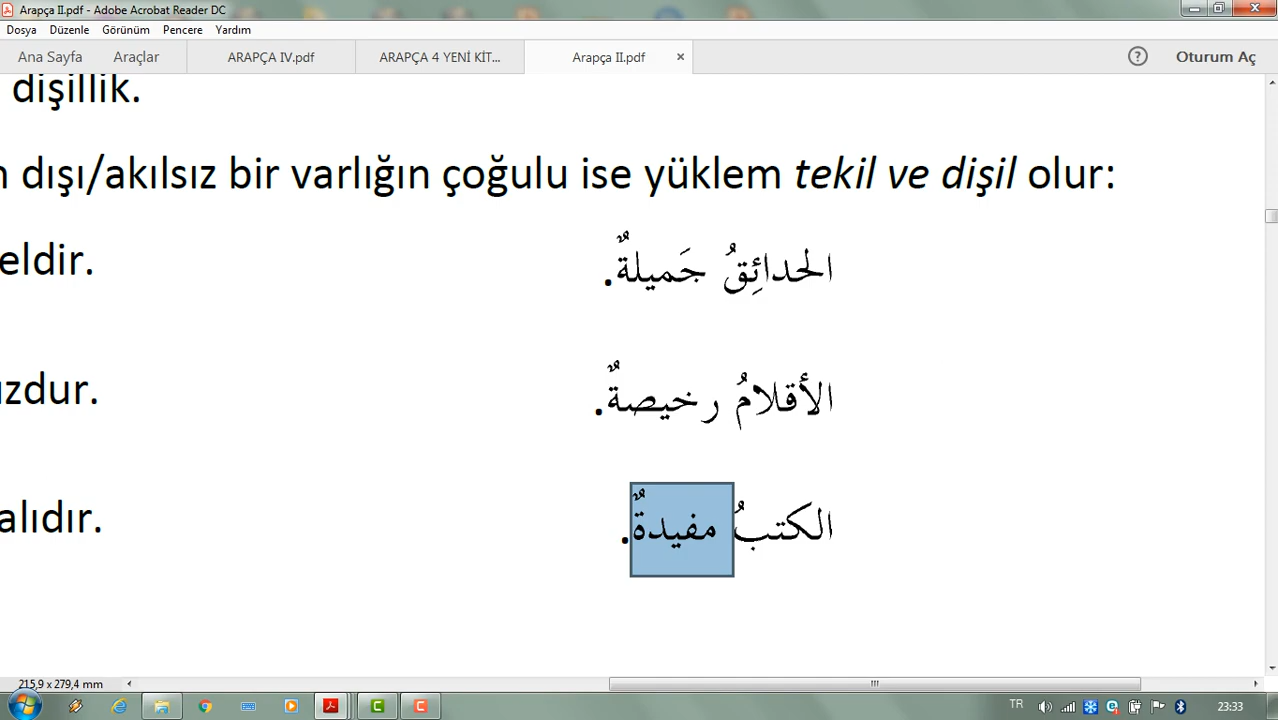 Arapça II.pdf - Adobe Acrobat Reader DC
Dosya Düzenle Görünüm Pencere Yardım
Ana Sayfa Araçlar ARAPÇA IV.pdf ARAPÇA 4 YENİ KİT... Arapça II.pdf × ? Oturum Aç
dişillik.
n dışı/akılsız bir varlığın çoğulu ise yüklem tekil ve dişil olur:
eldir. الحدائِقُ جَميلةٌ.
uzdur. الأقلامُ رخيصةٌ.
alıdır. الكتبُ مفيدةٌ.
215,9 x 279,4 mm
TR 23:33